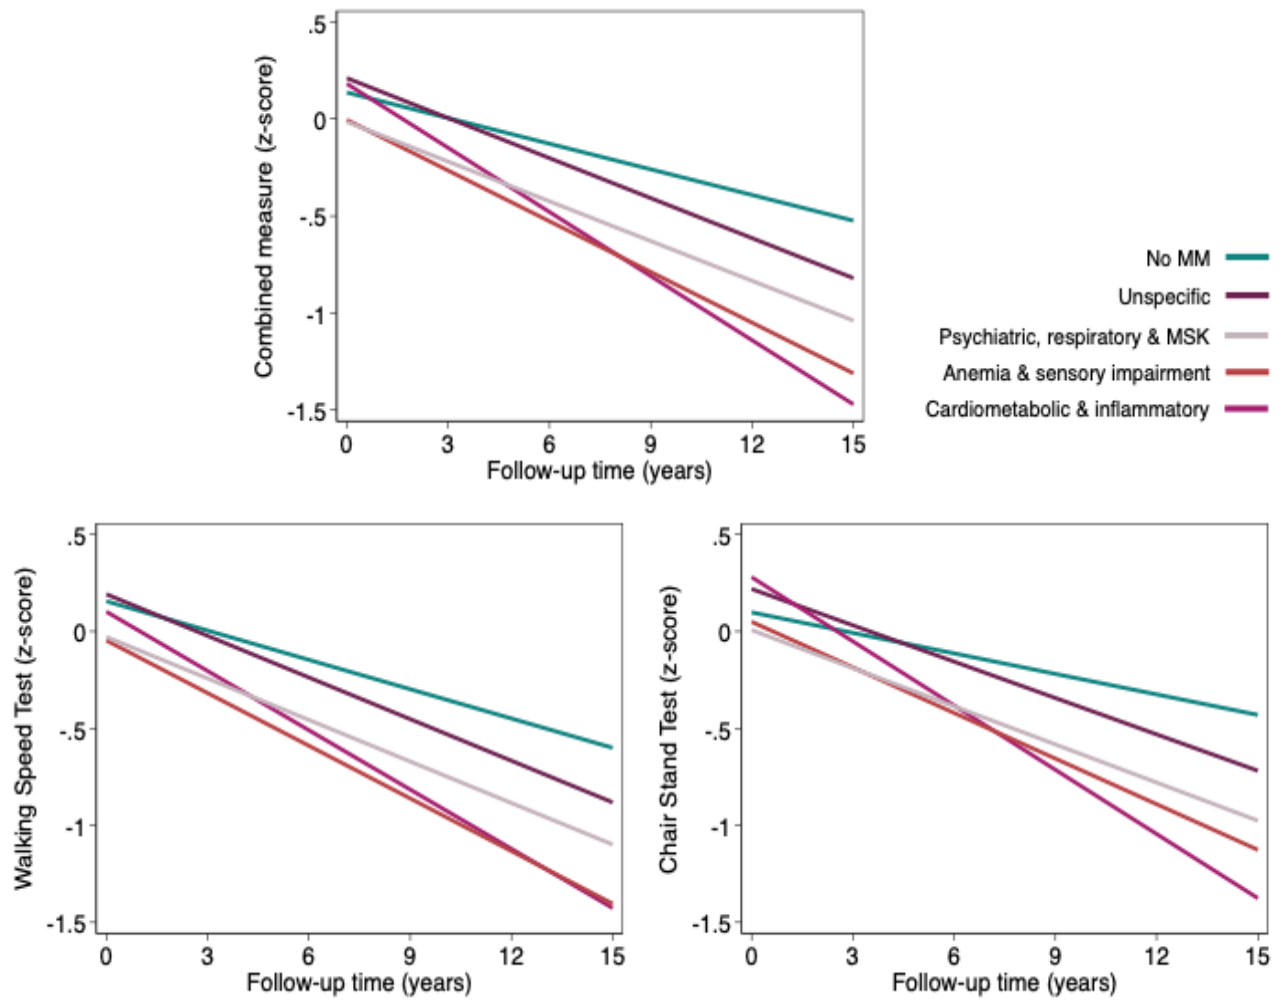 Combined measure (z-score)
.5
0
-.5
-1
-1.5
0 3 6 9 12 15
Follow-up time (years)
No MM
Unspecific
Psychiatric, respiratory & MSK
Anemia & sensory impairment
Cardiometabolic & inflammatory
Walking Speed Test (z-score)
.5
0
-.5
-1
-1.5
0 3 6 9 12 15
Follow-up time (years)
Chair Stand Test (z-score)
.5
0
-.5
-1
-1.5
0 3 6 9 12 15
Follow-up time (years)